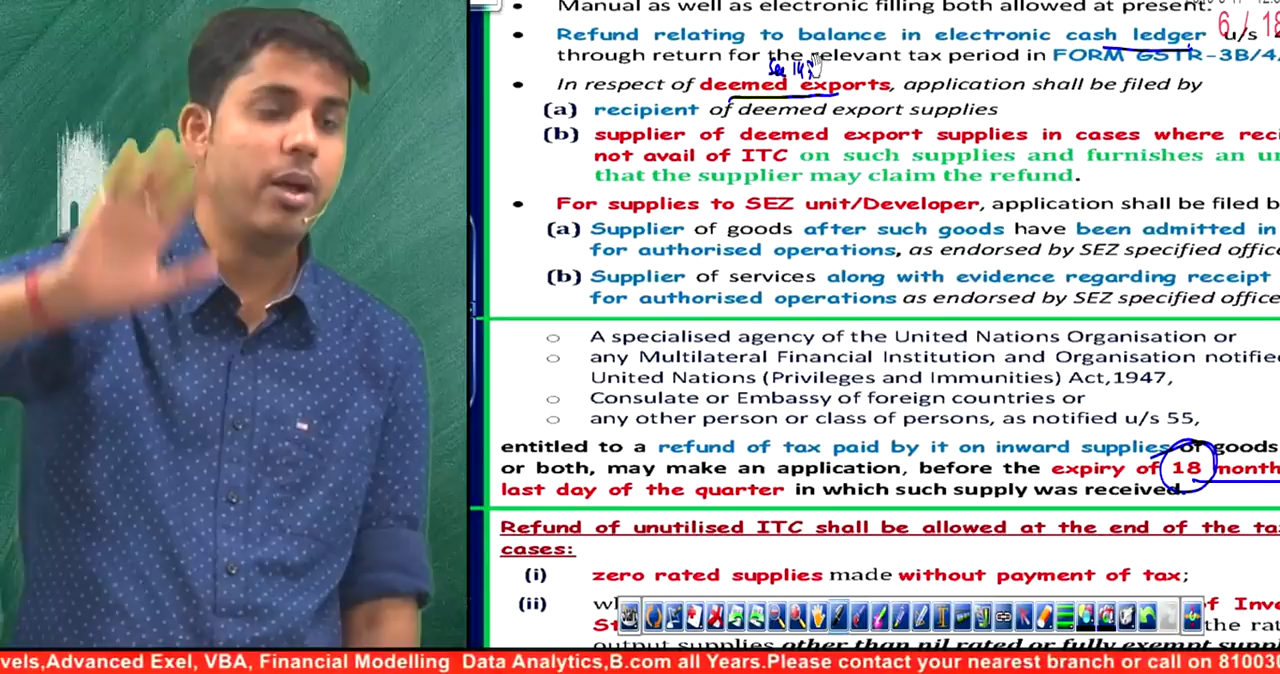 • Manual as well as electronic filling both allowed at present.
6 / 18
• Refund relating to balance in electronic cash ledger u/s
through return for the relevant tax period in FORM GSTR-3B/4/
Sec 147
• In respect of deemed exports, application shall be filed by
(a) recipient of deemed export supplies
(b) supplier of deemed export supplies in cases where reci
not avail of ITC on such supplies and furnishes an un
that the supplier may claim the refund.
• For supplies to SEZ unit/Developer, application shall be filed b
(a) Supplier of goods after such goods have been admitted in
for authorised operations, as endorsed by SEZ specified office
(b) Supplier of services along with evidence regarding receipt
for authorised operations as endorsed by SEZ specified office
○ A specialised agency of the United Nations Organisation or
○ any Multilateral Financial Institution and Organisation notifie
United Nations (Privileges and Immunities) Act,1947,
○ Consulate or Embassy of foreign countries or
○ any other person or class of persons, as notified u/s 55,
entitled to a refund of tax paid by it on inward supplies of goods
or both, may make an application, before the expiry of 18 month
last day of the quarter in which such supply was received.
Refund of unutilised ITC shall be allowed at the end of the ta
cases:
(i) zero rated supplies made without payment of tax;
(ii) wh
of Inve
St
the rat
output supplies other than nil rated or fully exempt supp
vels,Advanced Exel, VBA, Financial Modelling Data Analytics,B.com all Years.Please contact your nearest branch or call on 810030